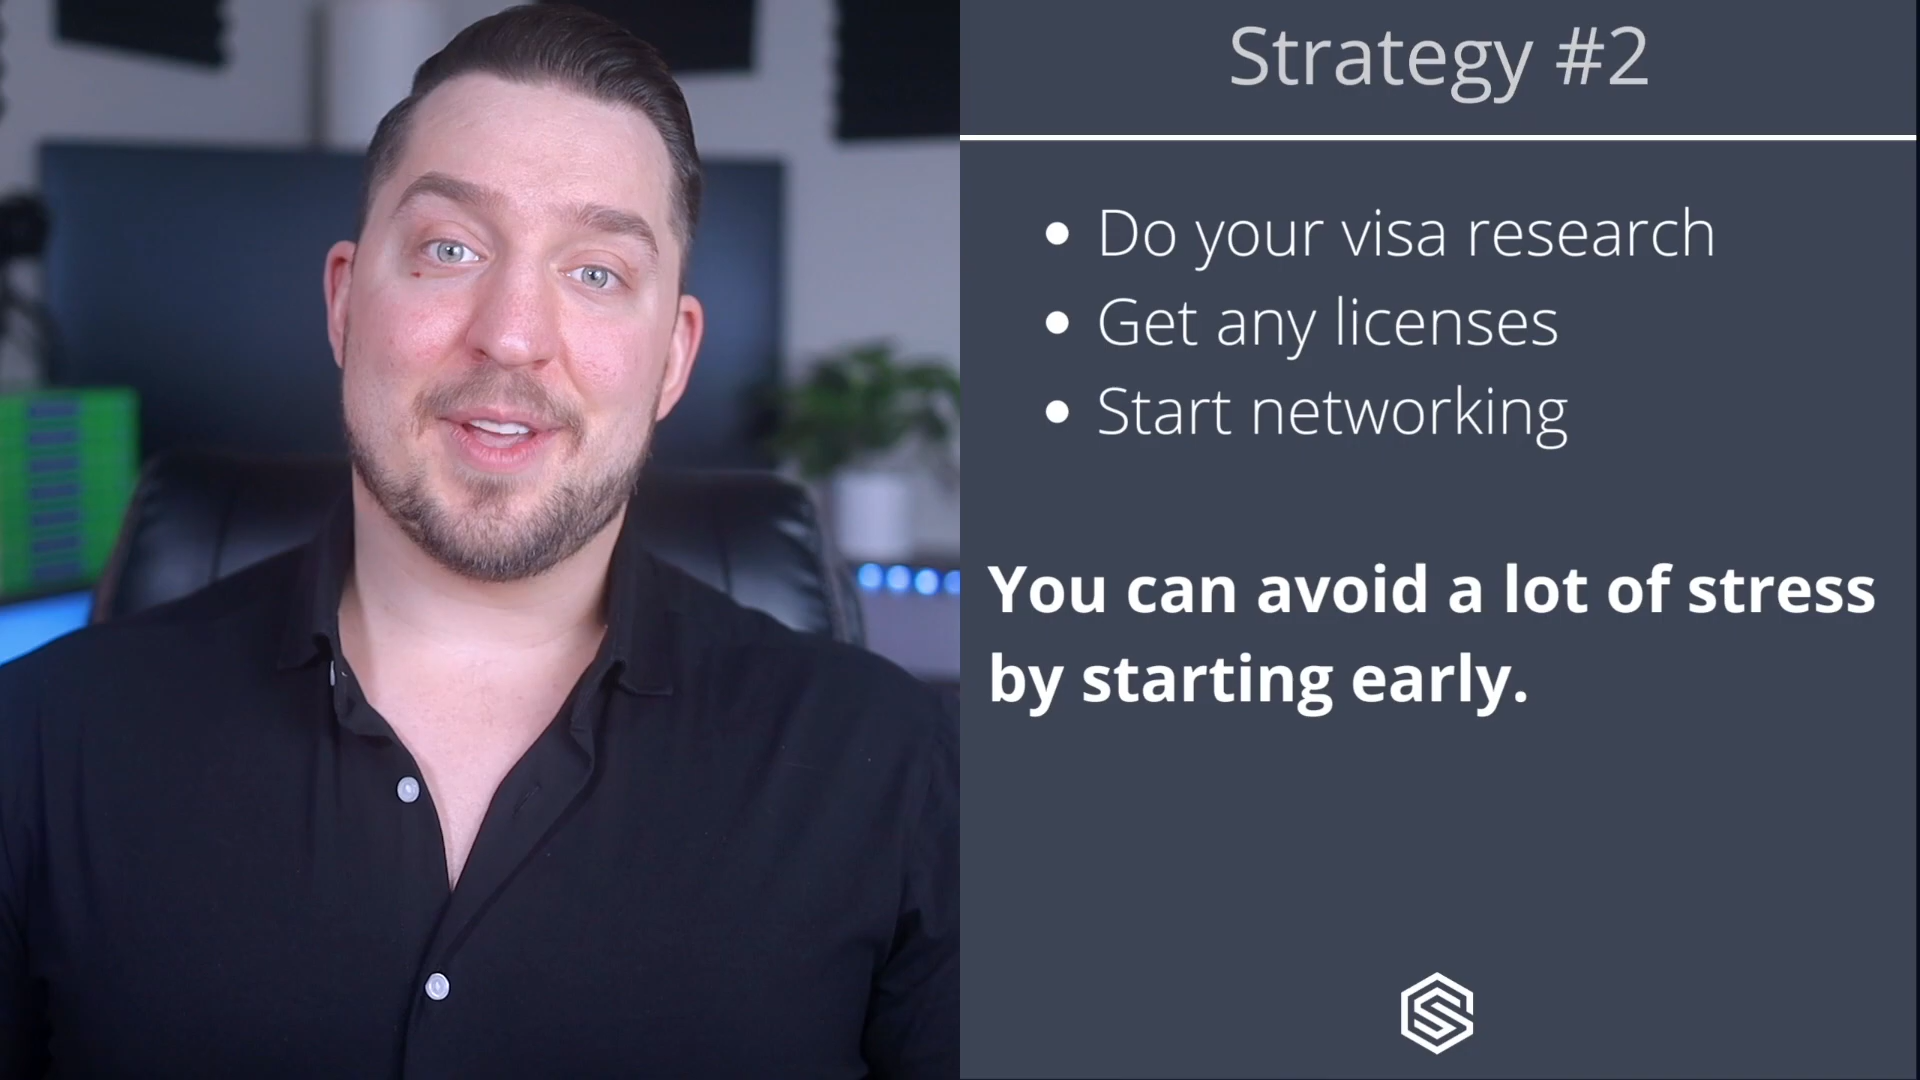 Strategy #2
Do your visa research
Get any licenses
Start networking
You can avoid a lot of stress
by starting early.